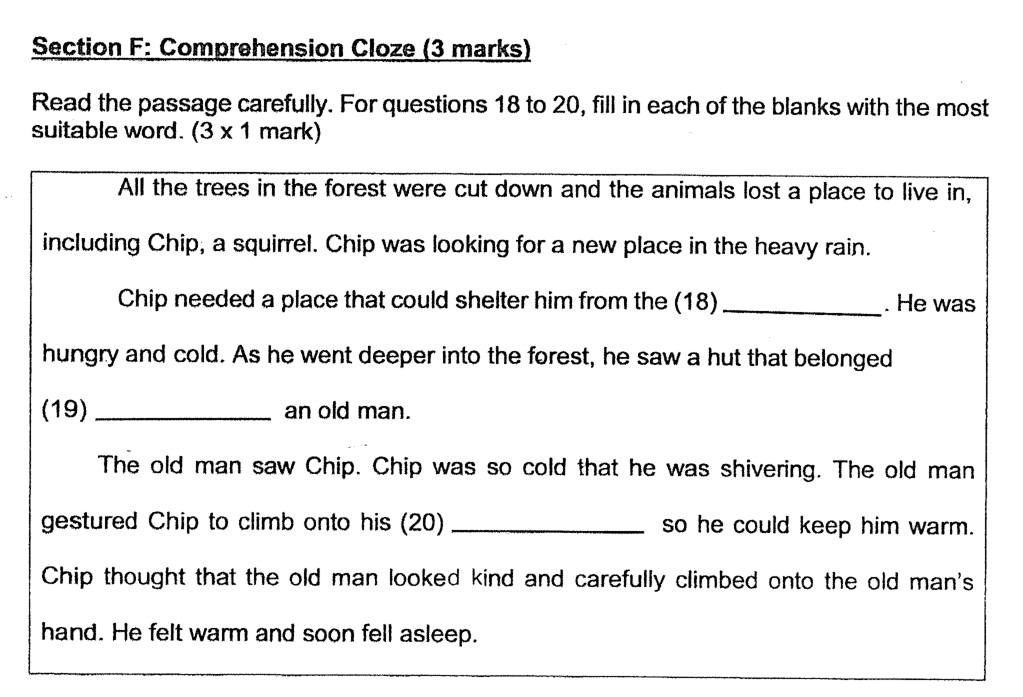 Section F: Comprehension Cloze (3 marks)
Read the passage carefully. For questions 18 to 20, fill in each of the blanks with the most
suitable word. (3 x 1 mark)
All the trees in the forest were cut down and the animals lost a place to live in,
including Chip, a squirrel. Chip was looking for a new place in the heavy rain.
Chip needed a place that could shelter him from the (18) ______________. He was
hungry and cold. As he went deeper into the forest, he saw a hut that belonged
(19) ______________ an old man.
The old man saw Chip. Chip was so cold that he was shivering. The old man
gestured Chip to climb onto his (20) ________________ so he could keep him warm.
Chip thought that the old man looked kind and carefully climbed onto the old man's
hand. He felt warm and soon fell asleep.